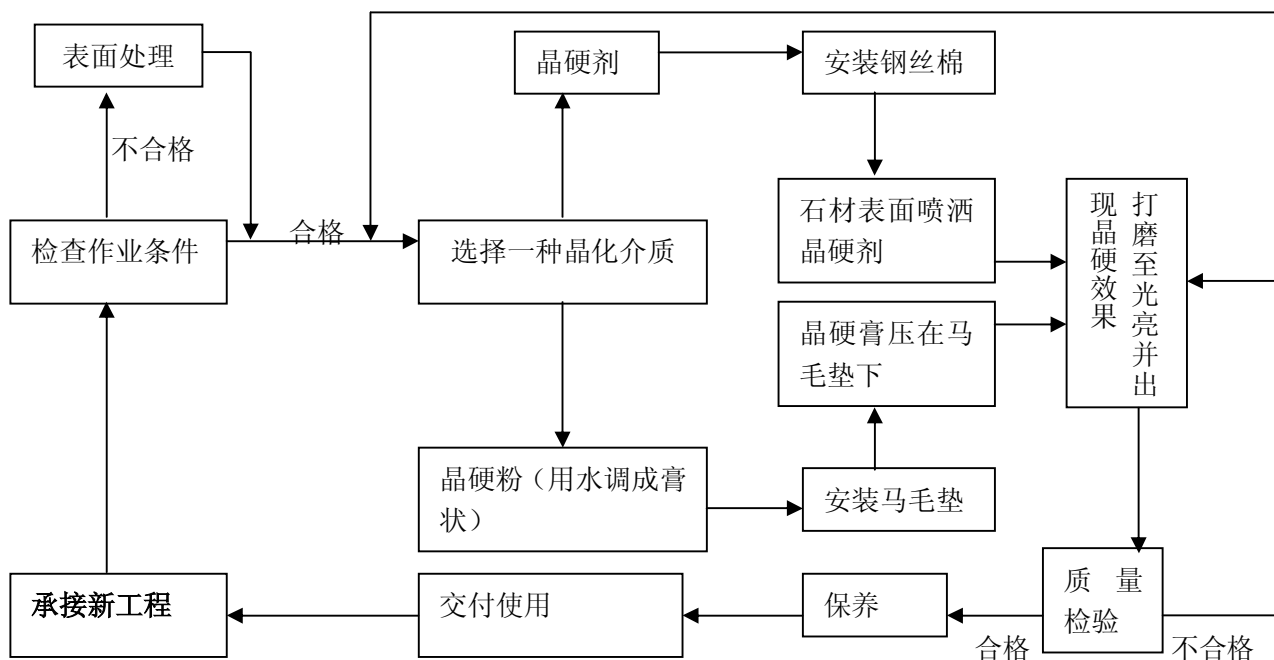 表面处理
晶硬剂
安装钢丝棉
不合格
检查作业条件
合格
选择一种晶化介质
石材表面喷洒
晶硬剂
打磨至光亮并出
现晶硬效果
晶硬膏压在马
毛垫下
晶硬粉（用水调成膏
状）
安装马毛垫
承接新工程
交付使用
保养
质量
检验
合格
不合格